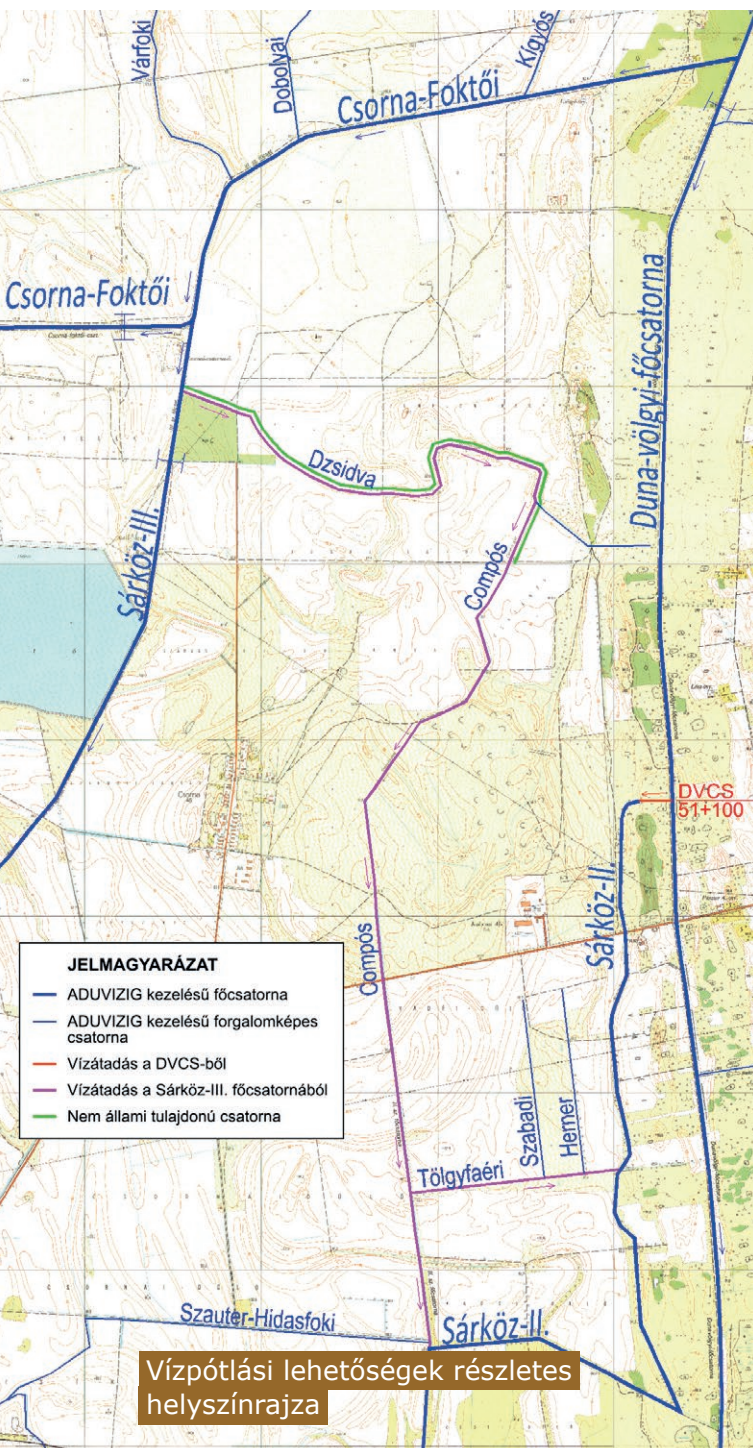 Várfoki
Dobolyai
Kígyós
Csorna-Foktői
Csorna-Foktői
Duna-völgyi-főcsatorna
Dzsidva
Sárköz-III.
Compós
DVCS
51+100
Sárköz-II.
Compós
JELMAGYARÁZAT
ADUVIZIG kezelésű főcsatorna
ADUVIZIG kezelésű forgalomképes
csatorna
Vízátadás a DVCS-ből
Vízátadás a Sárköz-III. főcsatornából
Nem állami tulajdonú csatorna
Szabadi
Hemer
Tölgyfaéri
Szauter-Hidasfoki
Sárköz-II.
Vízpótlási lehetőségek részletes
helyszínrajza